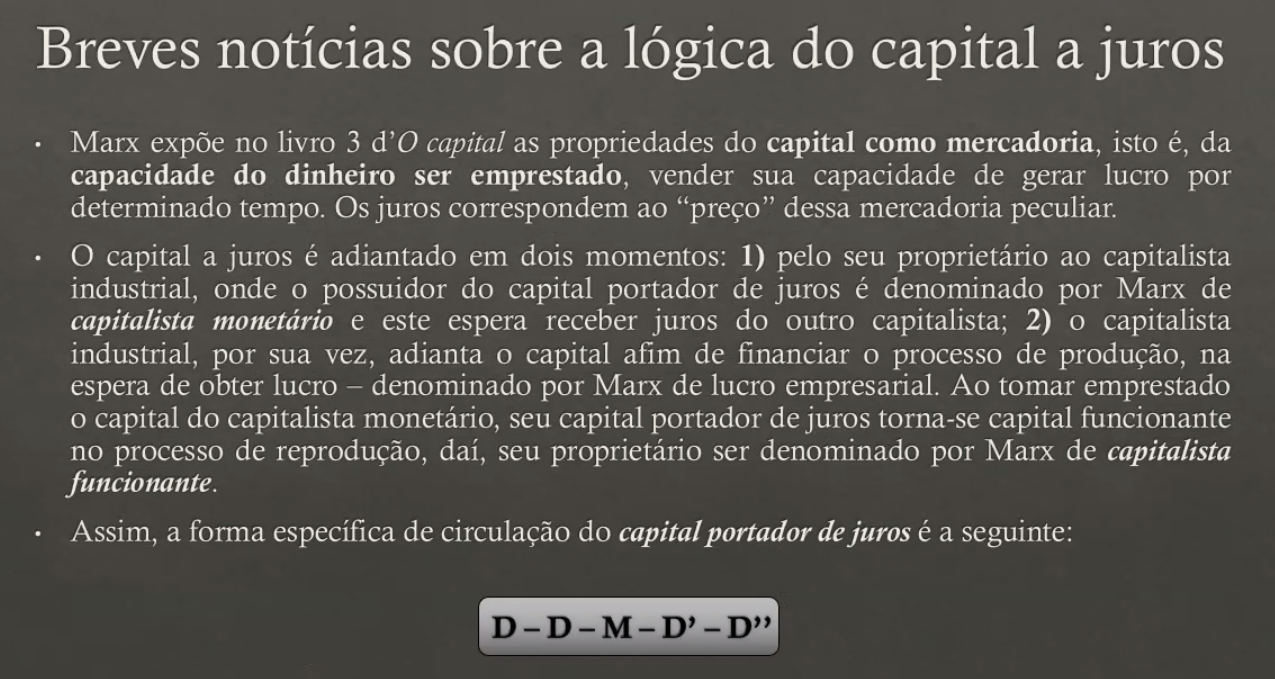 Breves notícias sobre a lógica do capital a juros
• Marx expõe no livro 3 d’O capital as propriedades do capital como mercadoria, isto é, da
capacidade do dinheiro ser emprestado, vender sua capacidade de gerar lucro por
determinado tempo. Os juros correspondem ao “preço” dessa mercadoria peculiar.
• O capital a juros é adiantado em dois momentos: 1) pelo seu proprietário ao capitalista
industrial, onde o possuidor do capital portador de juros é denominado por Marx de
capitalista monetário e este espera receber juros do outro capitalista; 2) o capitalista
industrial, por sua vez, adianta o capital afim de financiar o processo de produção, na
espera de obter lucro – denominado por Marx de lucro empresarial. Ao tomar emprestado
o capital do capitalista monetário, seu capital portador de juros torna-se capital funcionante
no processo de reprodução, daí, seu proprietário ser denominado por Marx de capitalista
funcionante.
• Assim, a forma específica de circulação do capital portador de juros é a seguinte:
D – D – M – D’ – D’’